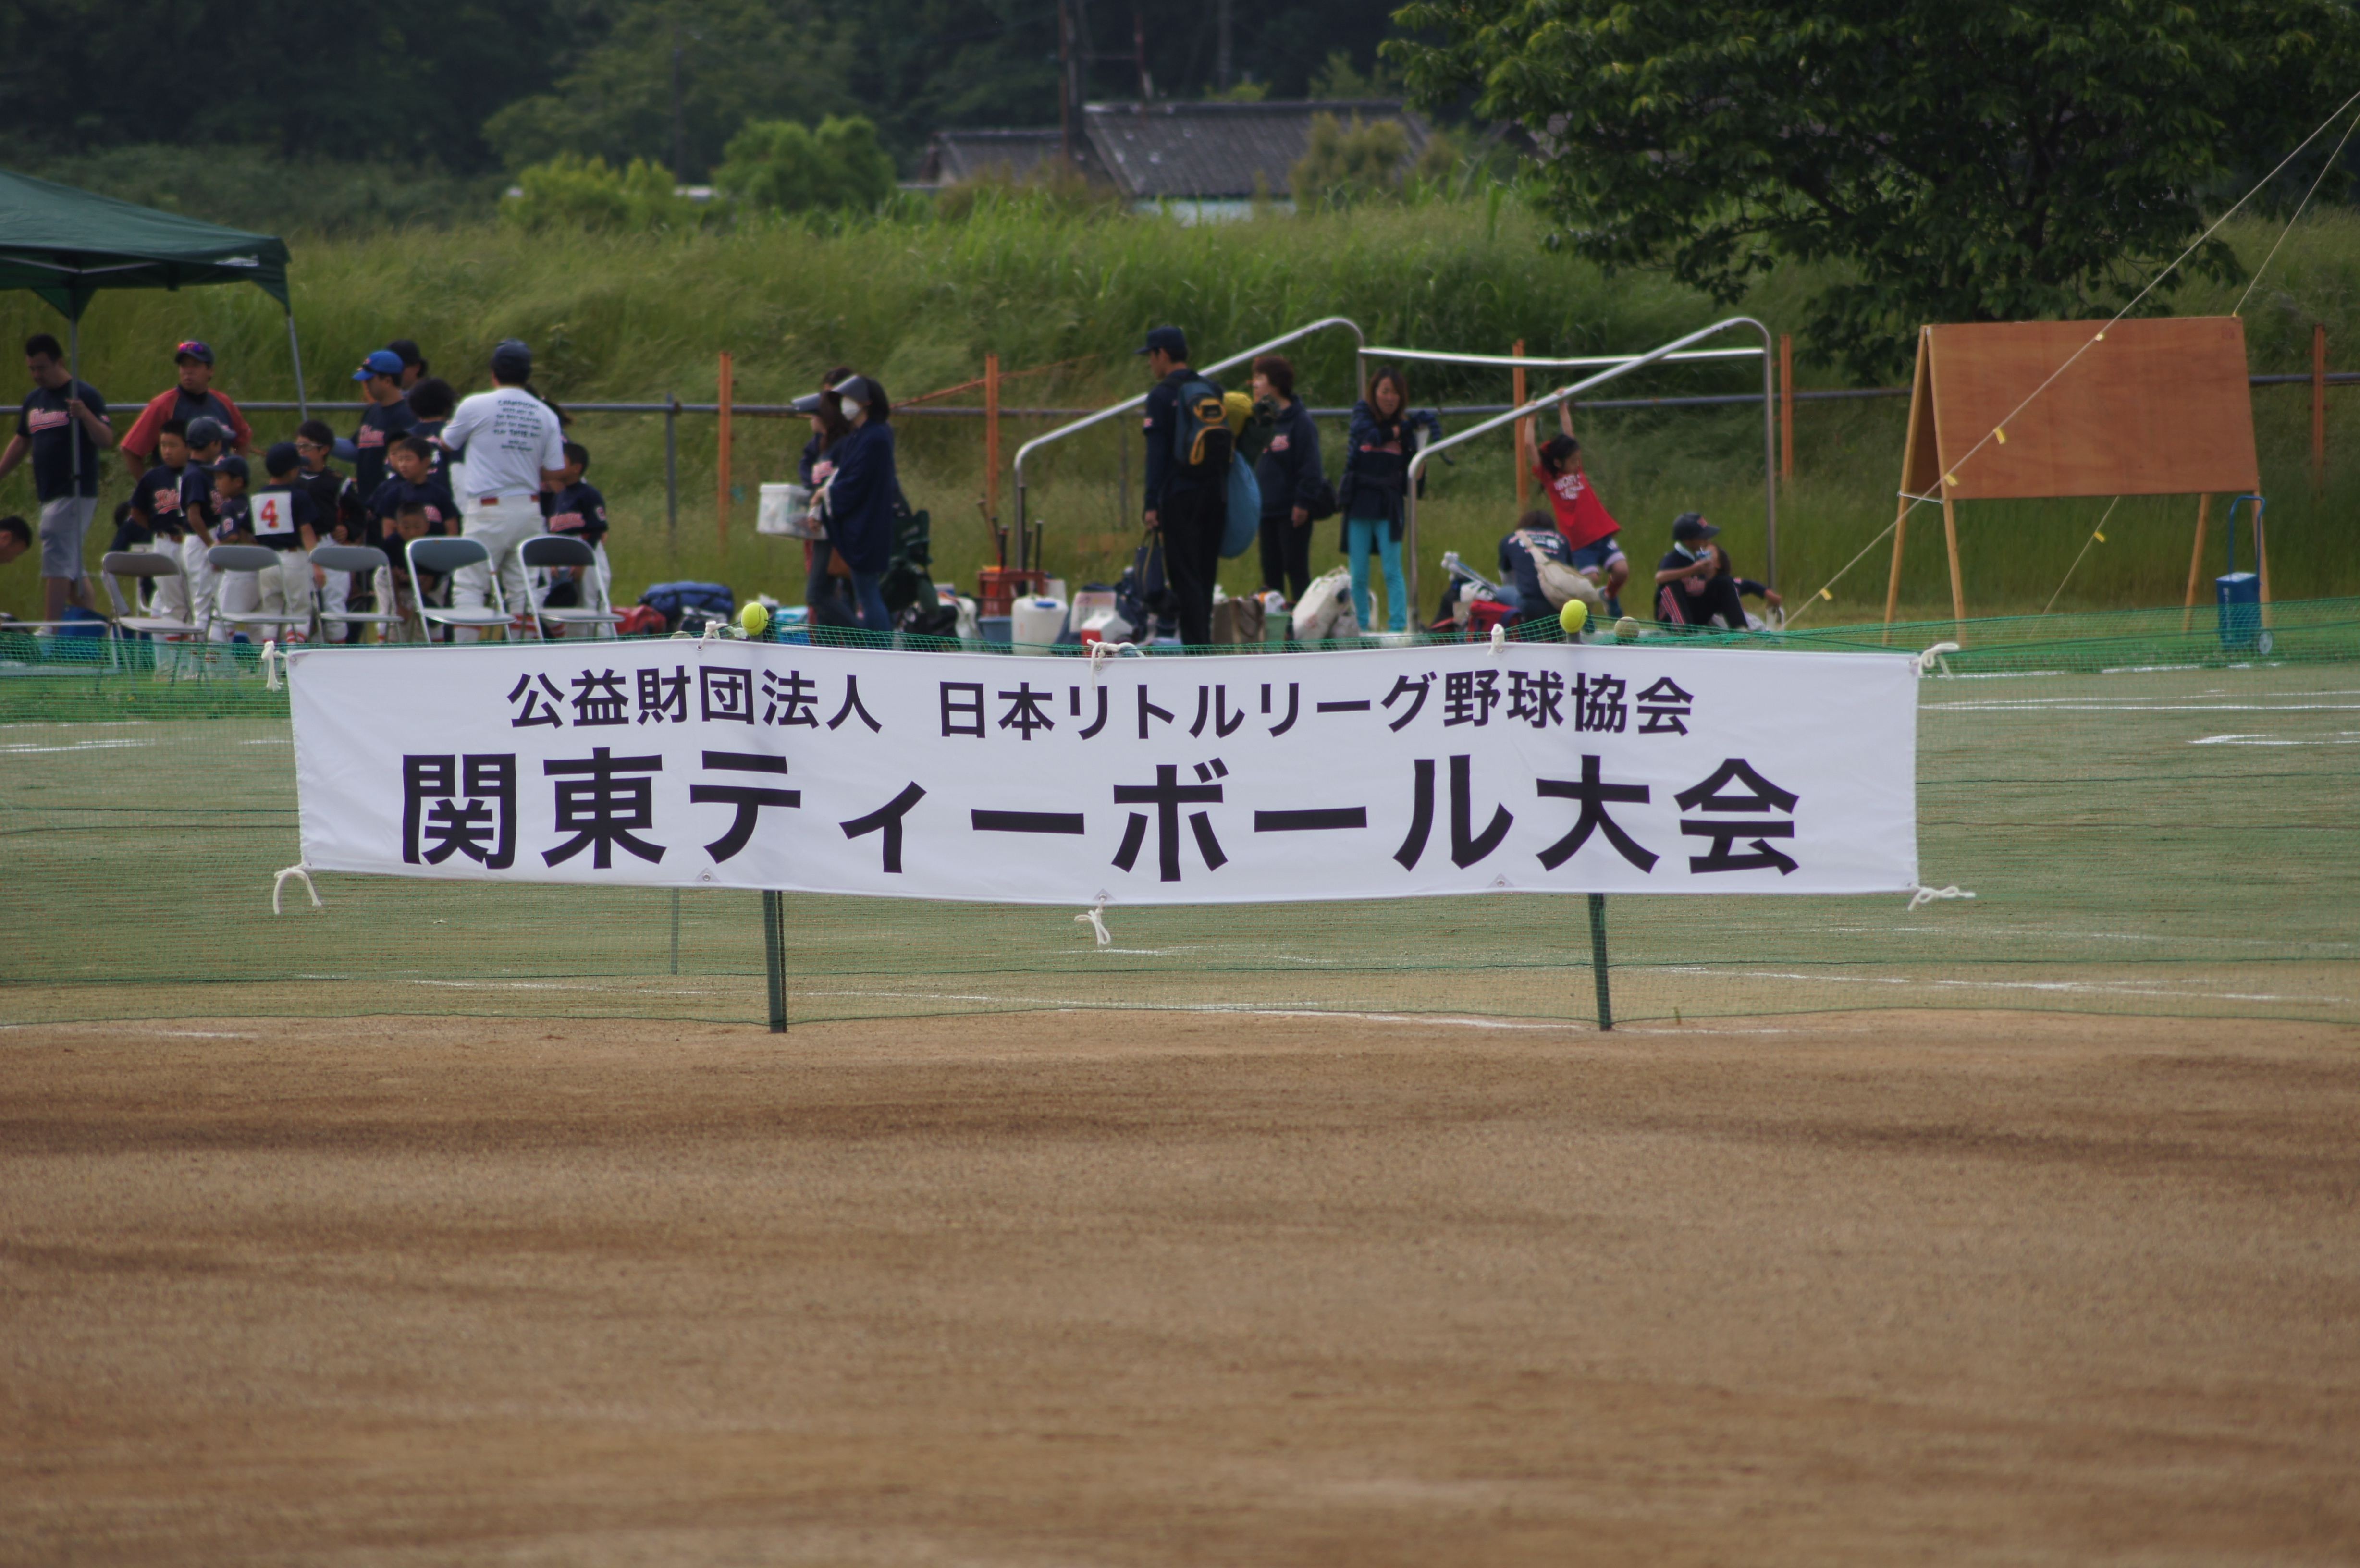 公益財団法人 日本リトルリーグ野球協会
関東ティーボール大会
4